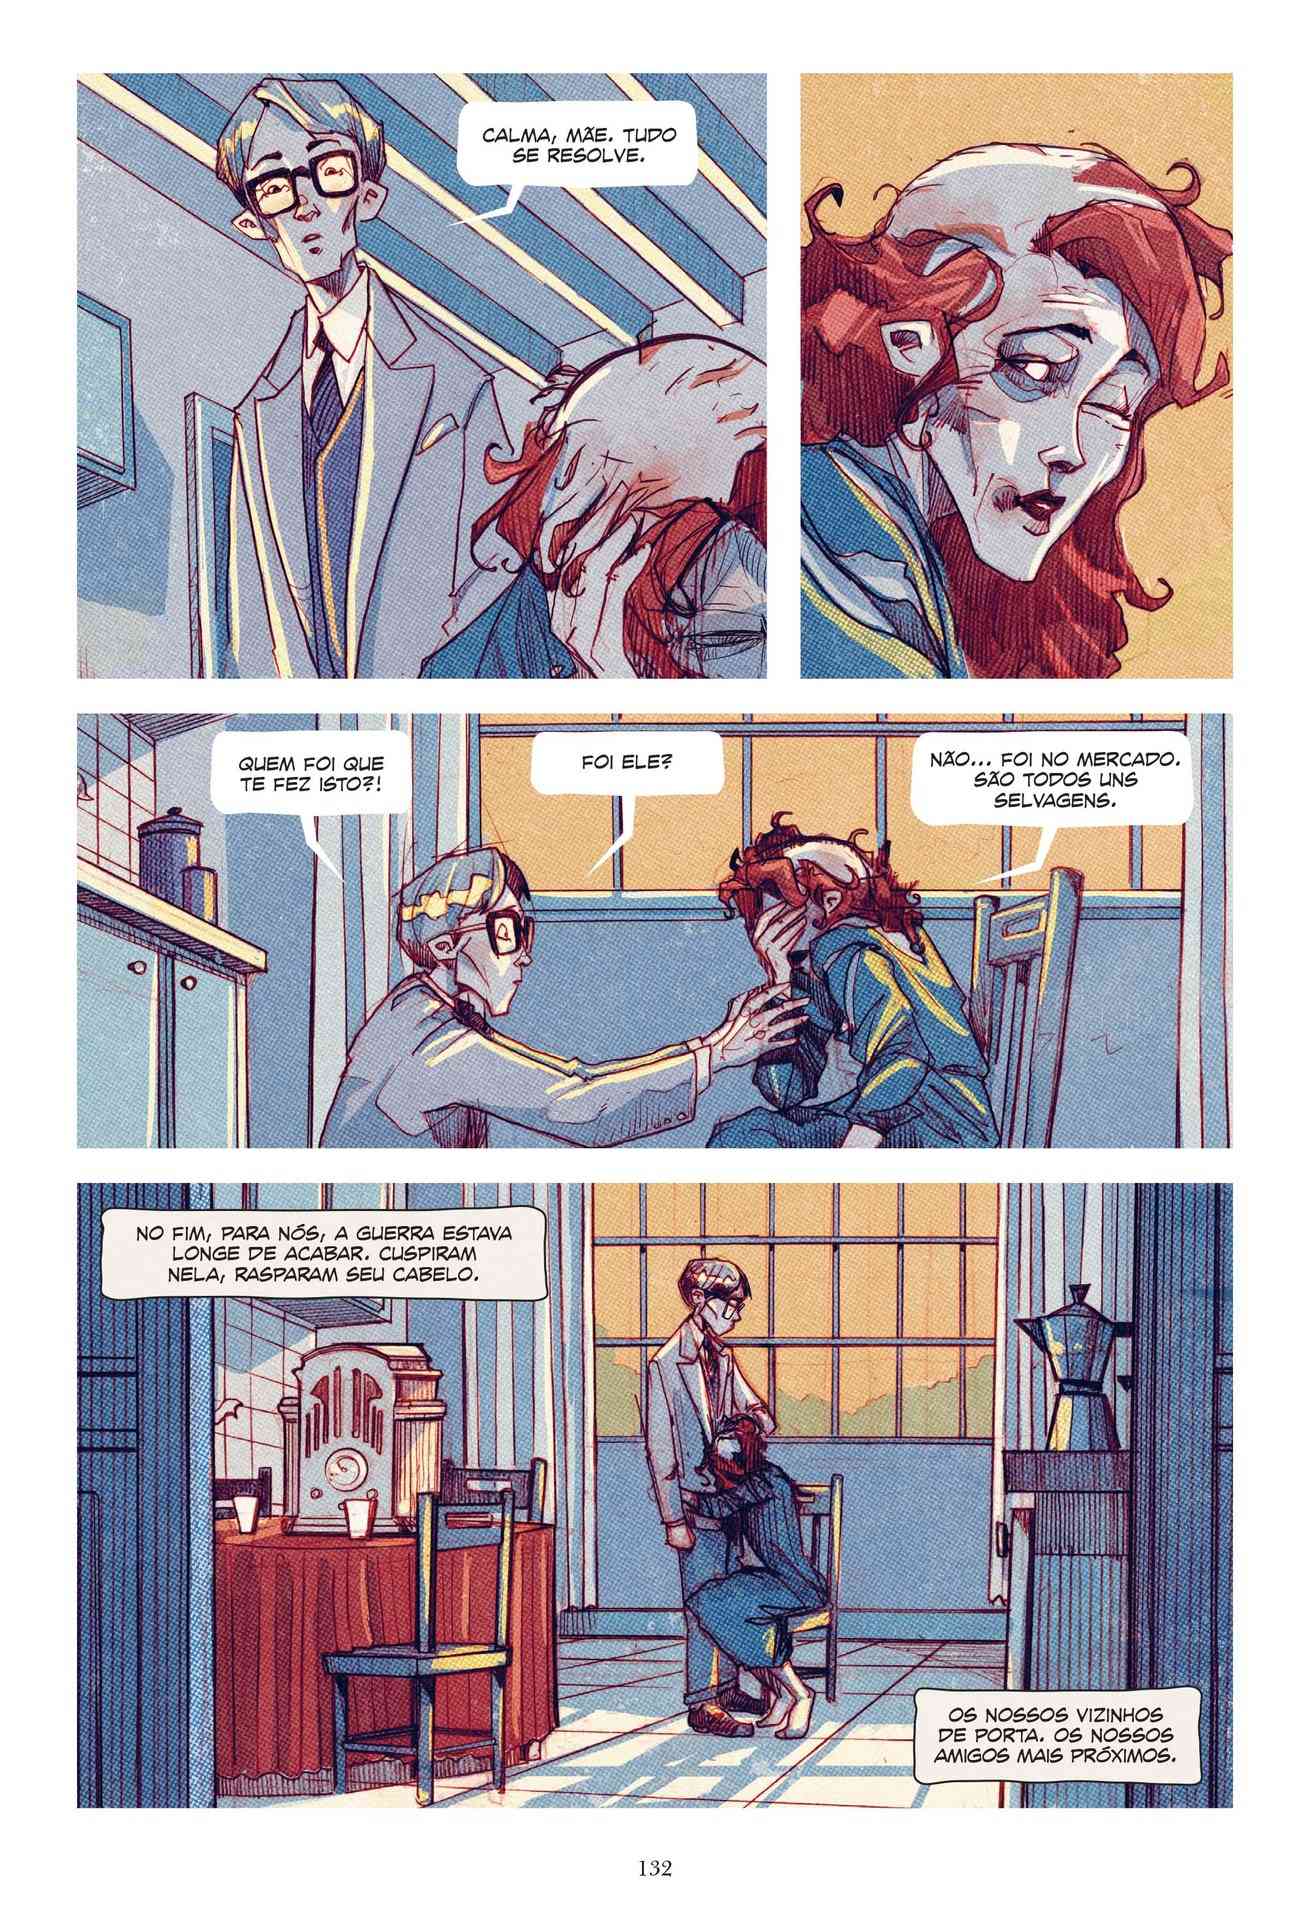 CALMA, MÃE. TUDO
SE RESOLVE.
QUEM FOI QUE
TE FEZ ISTO?!
FOI ELE?
NÃO... FOI NO MERCADO.
SÃO TODOS UNS
SELVAGENS.
NO FIM, PARA NÓS, A GUERRA ESTAVA
LONGE DE ACABAR. CUSPIRAM
NELA, RASPARAM SEU CABELO.
OS NOSSOS VIZINHOS
DE PORTA. OS NOSSOS
AMIGOS MAIS PRÓXIMOS.
132